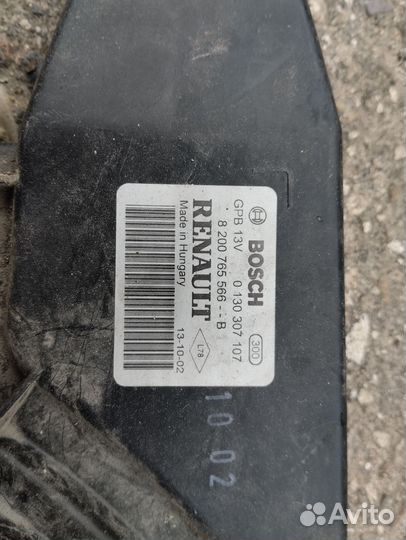 BOSCH
300
GPB 13V 0 130 307 107
8 200 765 566 -- B
RENAULT
L78
Made in Hungary 13-10-02
10 02
Avito